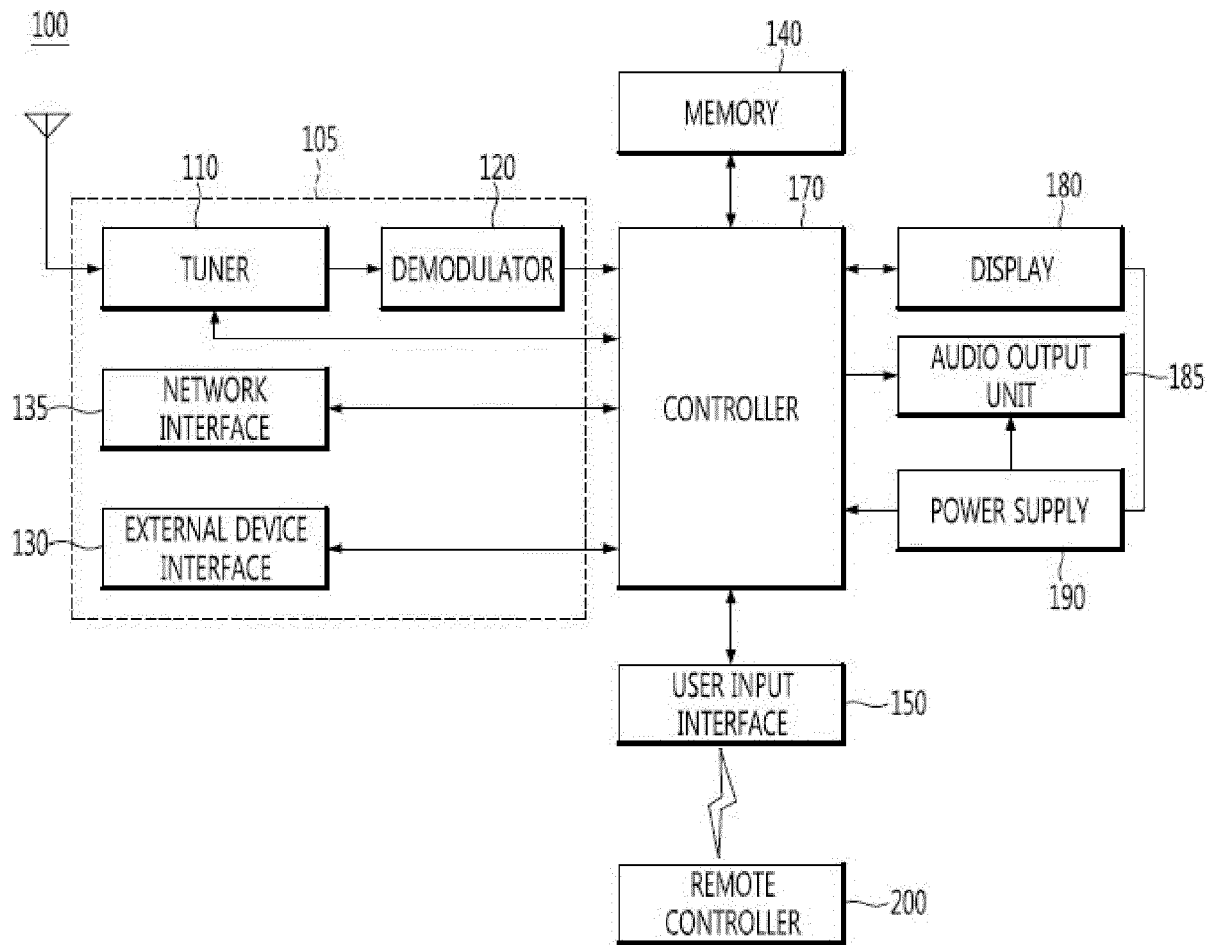 100
140
MEMORY
105
110
120
170
180
TUNER
DEMODULATOR
DISPLAY
AUDIO OUTPUT
UNIT
185
135
NETWORK
INTERFACE
CONTROLLER
130
EXTERNAL DEVICE
INTERFACE
POWER SUPPLY
190
USER INPUT
INTERFACE
150
REMOTE
CONTROLLER
200